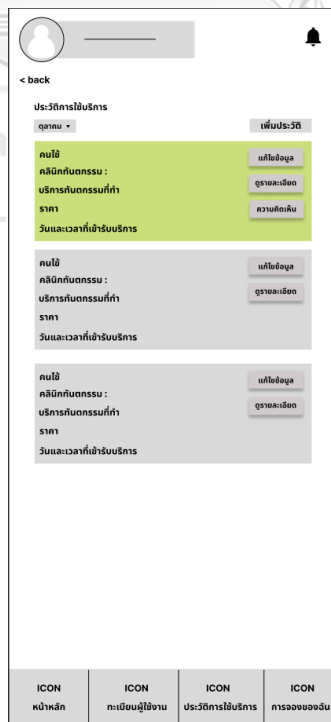 < back
ประวัติการใช้บริการ
ตุลาคม
เพิ่มประวัติ
คนไข้
แก้ไขข้อมูล
คลินิกทันตกรรม :
ดูรายละเอียด
บริการทันตกรรมที่ทำ
ราคา
ความคิดเห็น
วันและเวลาที่เข้ารับบริการ
คนไข้
แก้ไขข้อมูล
คลินิกทันตกรรม :
ดูรายละเอียด
บริการทันตกรรมที่ทำ
ราคา
วันและเวลาที่เข้ารับบริการ
คนไข้
แก้ไขข้อมูล
คลินิกทันตกรรม :
ดูรายละเอียด
บริการทันตกรรมที่ทำ
ราคา
วันและเวลาที่เข้ารับบริการ
ICON
หน้าหลัก
ICON
ทะเบียนผู้ใช้งาน
ICON
ประวัติการใช้บริการ
ICON
การจองของฉัน